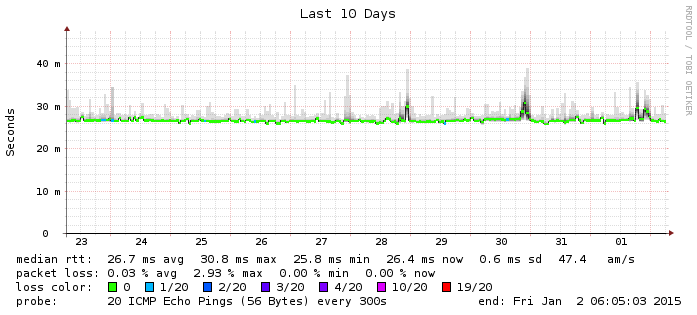 Last 10 Days
RRDTOOL / TOBI OETIKER
Seconds
40 m
30 m
20 m
10 m
0
23 24 25 26 27 28 29 30 31 01
median rtt: 26.7 ms avg 30.8 ms max 25.8 ms min 26.4 ms now 0.6 ms sd 47.4 am/s
packet loss: 0.03 % avg 2.93 % max 0.00 % min 0.00 % now
loss color: 0 1/20 2/20 3/20 4/20 10/20 19/20
probe: 20 ICMP Echo Pings (56 Bytes) every 300s end: Fri Jan 2 06:05:03 2015